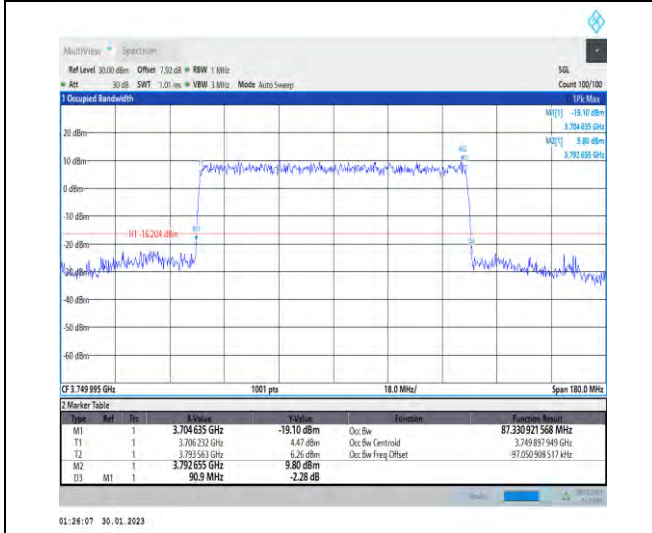 MultiView Spectrum
Ref Level 30.00 dBm Offset 7.92 dB RBW 1 MHz SGL
Att 30 dB SWT 1.01 ms VBW 3 MHz Mode Auto Sweep Count 100/100
1 Occupied Bandwidth 1Pk Max
M1[1] -19.10 dBm
3.704 635 GHz
M2[1] 9.80 dBm
3.792 655 GHz
20 dBm
M2
10 dBm
0 dBm
-10 dBm
H1 -16.204 dBm
M1
-20 dBm
-30 dBm
-40 dBm
-50 dBm
-60 dBm
CF 3.749 995 GHz 1001 pts 18.0 MHz/ Span 180.0 MHz
2 Marker Table
Type Ref Trc X-Value Y-Value Function Function Result
M1 1 3.704 635 GHz -19.10 dBm Occ Bw 87.330 921 568 MHz
T1 1 3.706 232 GHz 4.47 dBm Occ Bw Centroid 3.749 897 949 GHz
T2 1 3.793 563 GHz 6.26 dBm Occ Bw Freq Offset -97.050 908 517 kHz
M2 1 3.792 655 GHz 9.80 dBm
D3 M1 1 90.9 MHz -2.28 dB
01:26:07 30.01.2023